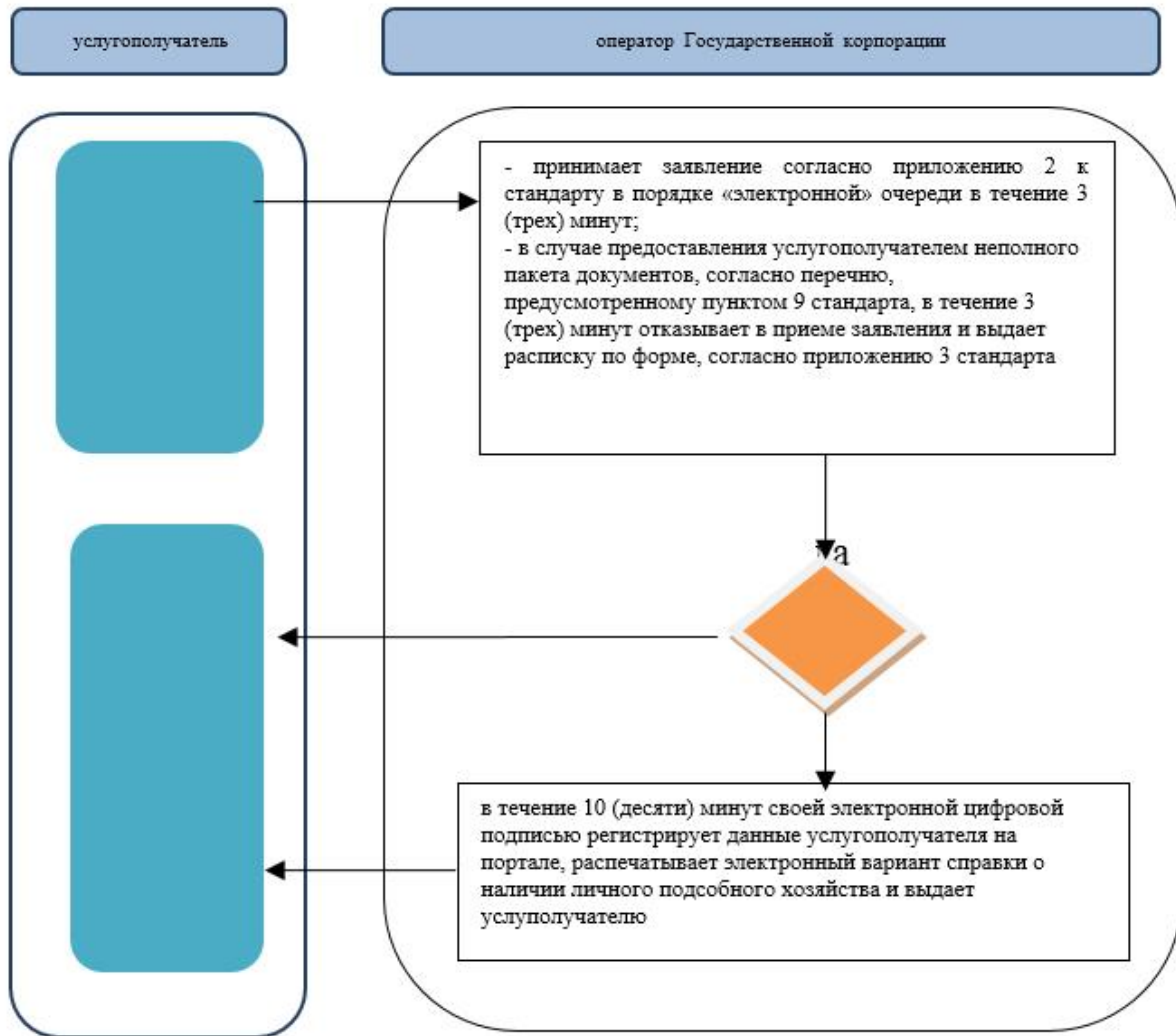 услугополучатель
оператор Государственной корпорации
- принимает заявление согласно приложению 2 к
стандарту в порядке «электронной» очереди в течение 3
(трех) минут;
- в случае предоставления услугополучателем неполного
пакета документов, согласно перечню,
предусмотренному пунктом 9 стандарта, в течение 3
(трех) минут отказывает в приеме заявления и выдает
расписку по форме, согласно приложению 3 стандарта
в течение 10 (десяти) минут своей электронной цифровой
подписью регистрирует данные услугополучателя на
портале, распечатывает электронный вариант справки о
наличии личного подсобного хозяйства и выдает
услуполучателю